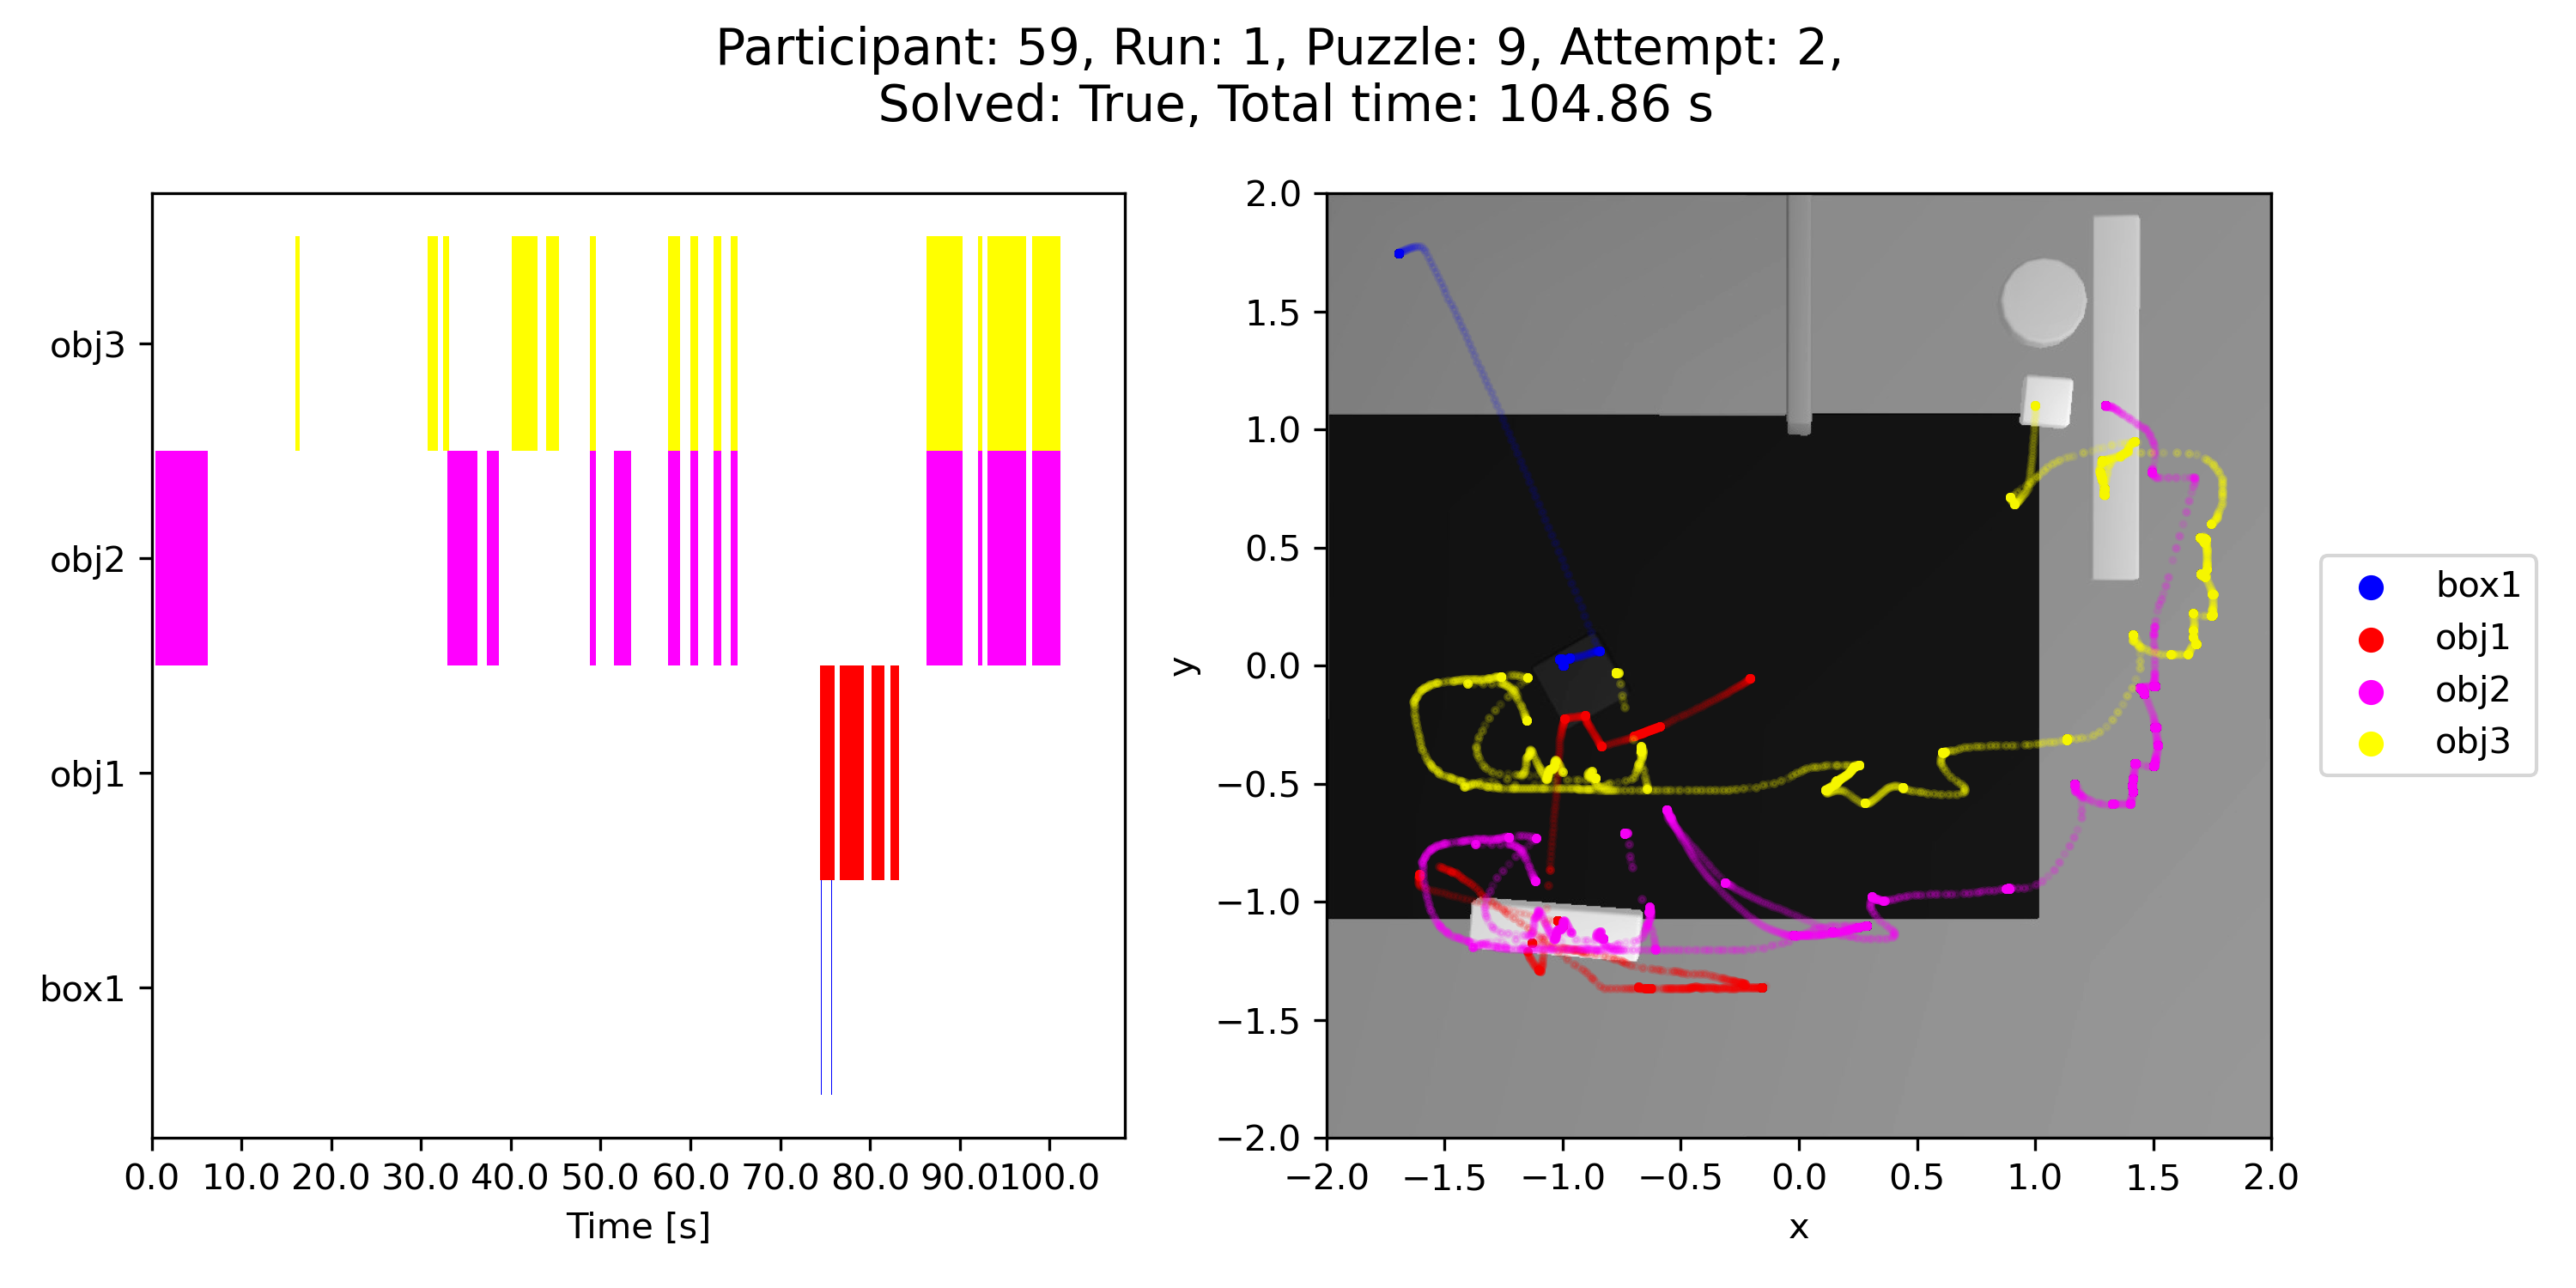 Participant: 59, Run: 1, Puzzle: 9, Attempt: 2,
Solved: True, Total time: 104.86 s
obj3
obj2
obj1
box1
0.0 10.0 20.0 30.0 40.0 50.0 60.0 70.0 80.0 90.0100.0
Time [s]
2.0
1.5
1.0
0.5
0.0
−0.5
−1.0
−1.5
−2.0
y
−2.0 −1.5 −1.0 −0.5 0.0 0.5 1.0 1.5 2.0
x
box1
obj1
obj2
obj3